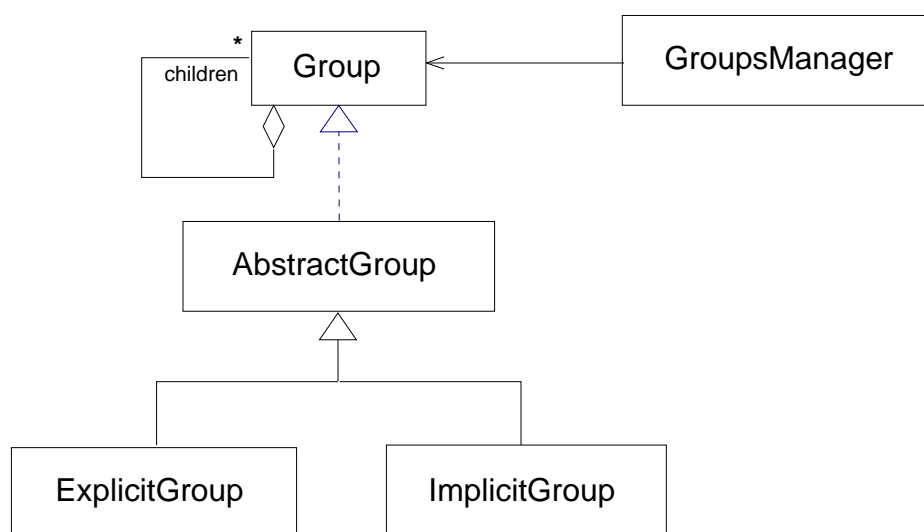 *
children
Group
GroupsManager
AbstractGroup
ExplicitGroup
ImplicitGroup